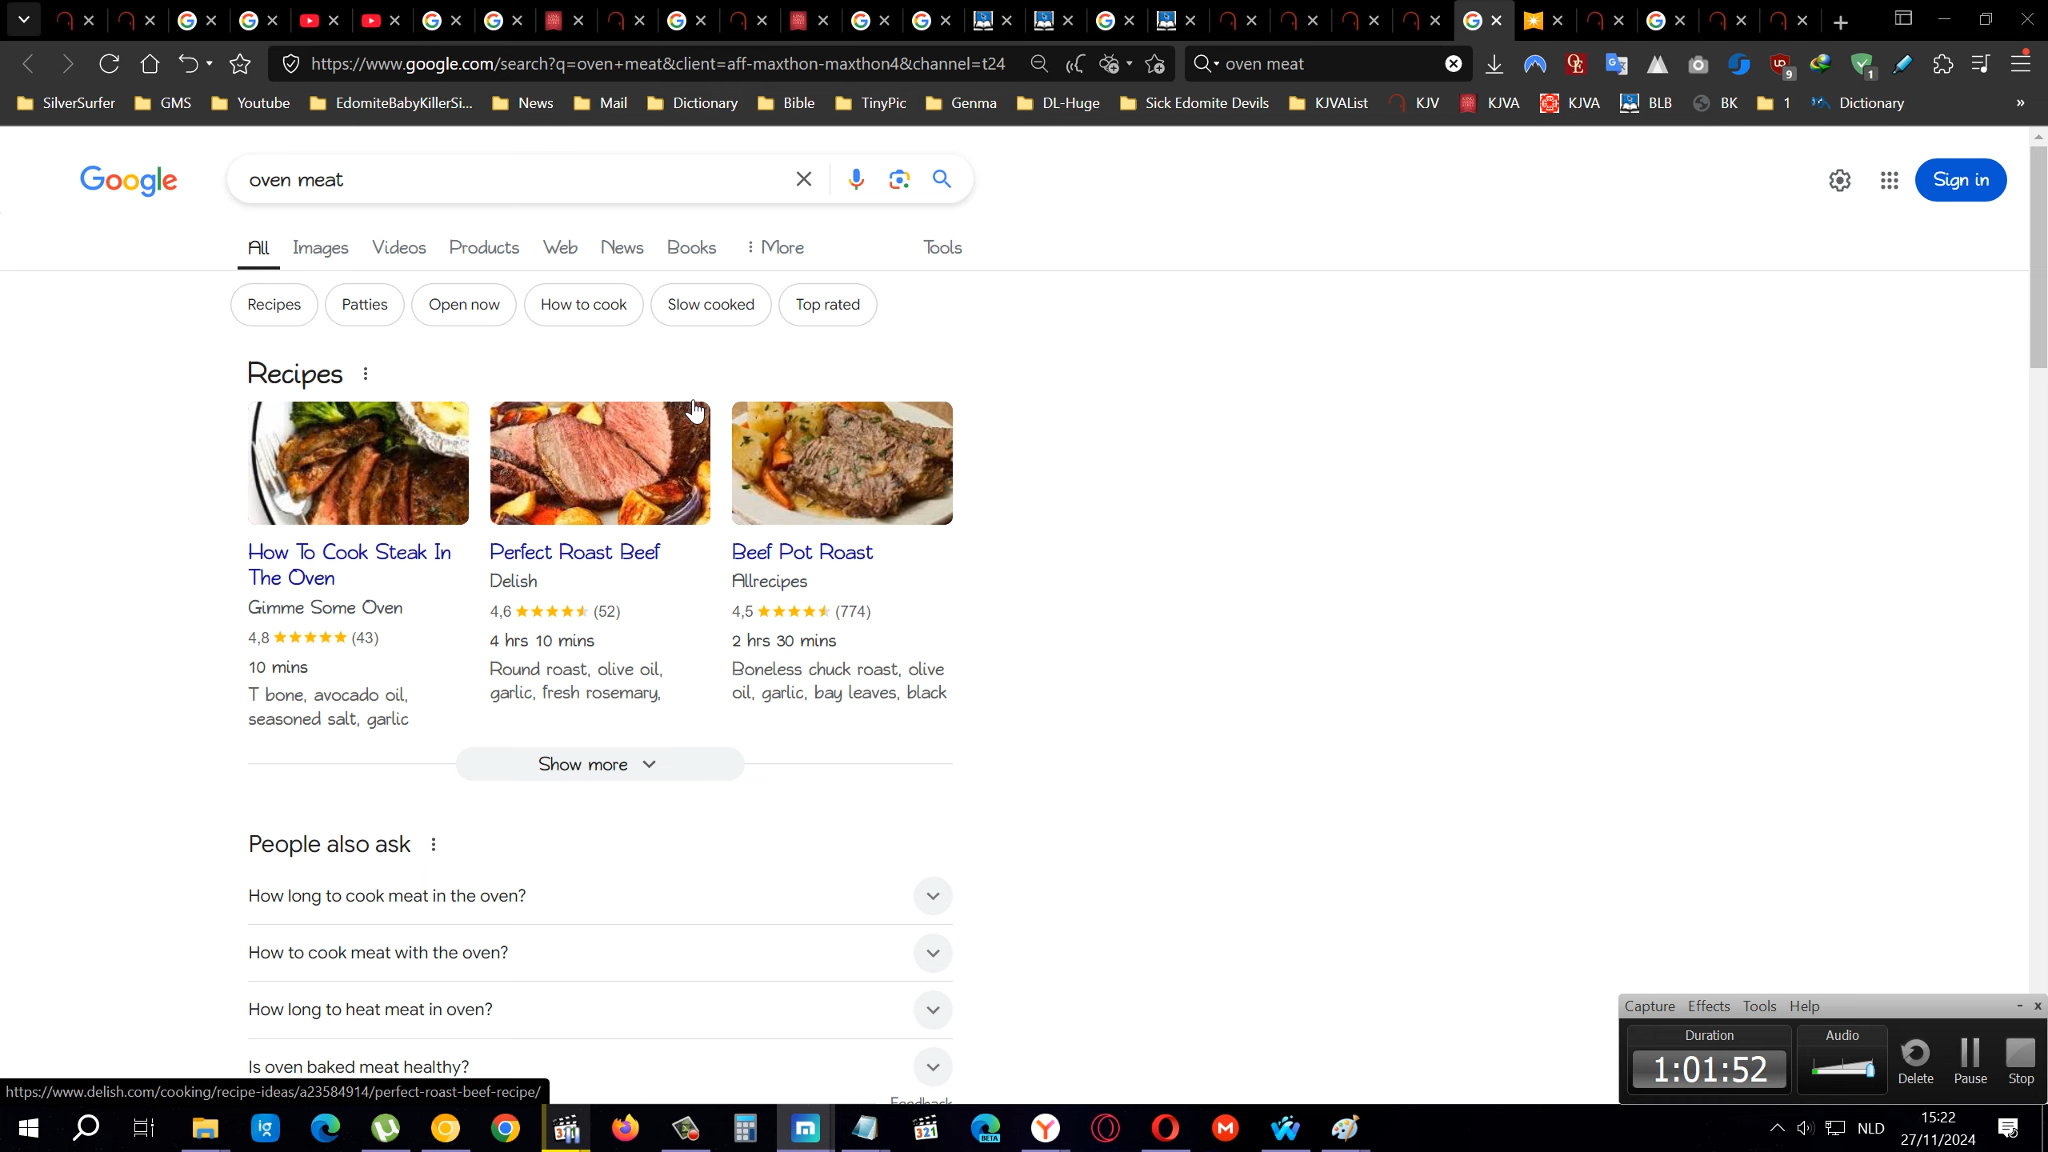 https://www.google.com/search?q=oven+meat&client=aff-maxthon-maxthon4&channel=t24
oven meat
SilverSurfer
GMS
Youtube
EdomiteBabyKillerSi...
News
Mail
Dictionary
Bible
TinyPic
Genma
DL-Huge
Sick Edomite Devils
KJVAList
KJV
KJVA
KJVA
BLB
BK
1
Dictionary
»
Google
oven meat
Sign in
All
Images
Videos
Products
Web
News
Books
More
Tools
Recipes
Patties
Open now
How to cook
Slow cooked
Top rated
Recipes
How To Cook Steak In
The Oven
Gimme Some Oven
4,8 ★★★★★ (43)
10 mins
T bone, avocado oil,
seasoned salt, garlic
Perfect Roast Beef
Delish
4,6 (52)
4 hrs 10 mins
Round roast, olive oil,
garlic, fresh rosemary,
Beef Pot Roast
Allrecipes
4,5 (774)
2 hrs 30 mins
Boneless chuck roast, olive
oil, garlic, bay leaves, black
Show more
People also ask
How long to cook meat in the oven?
How to cook meat with the oven?
How long to heat meat in oven?
Is oven baked meat healthy?
Feedback
https://www.delish.com/cooking/recipe-ideas/a23584914/perfect-roast-beef-recipe/
Capture Effects Tools Help
Duration
1:01:52
Audio
Delete
Pause
Stop
NLD
15:22
27/11/2024